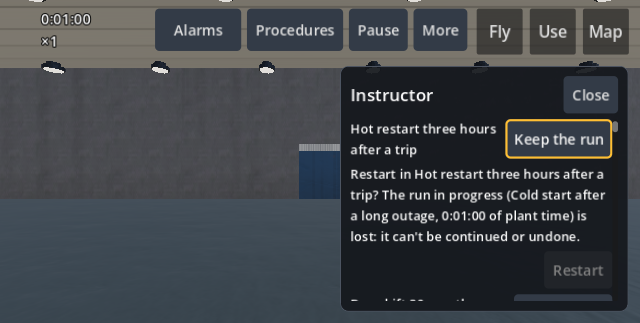 0:01:00
×1
Alarms
Procedures
Pause
More
Fly
Use
Map
Instructor
Close
Hot restart three hours
after a trip
Keep the run
Restart in Hot restart three hours after a
trip? The run in progress (Cold start after
a long outage, 0:01:00 of plant time) is
lost: it can't be continued or undone.
Restart